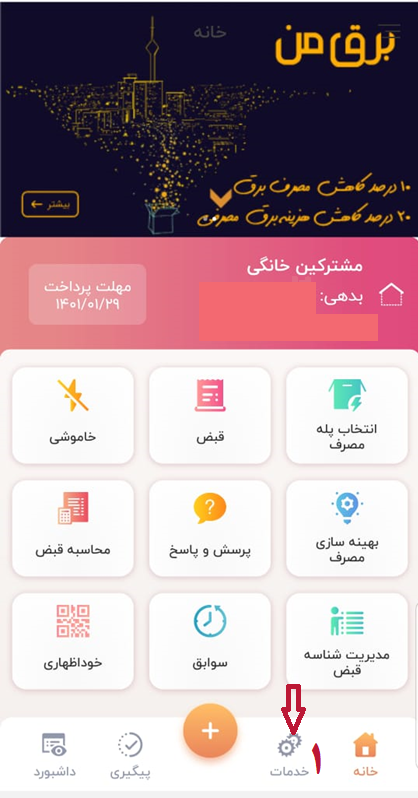 خانه
برق من
۱۰ درصد کاهش مصرف برق
۲۰ درصد کاهش هزینه برق مصرفی
بیشتر
مشترکین خانگی
بدهی:
مهلت پرداخت
۱۴۰۱/۰۱/۲۹
انتخاب پله
مصرف
قبض
خاموشی
بهینه سازی
مصرف
پرسش و پاسخ
محاسبه قبض
مدیریت شناسه
قبض
سوابق
خوداظهاری
۱
خانه
خدمات
پیگیری
داشبورد